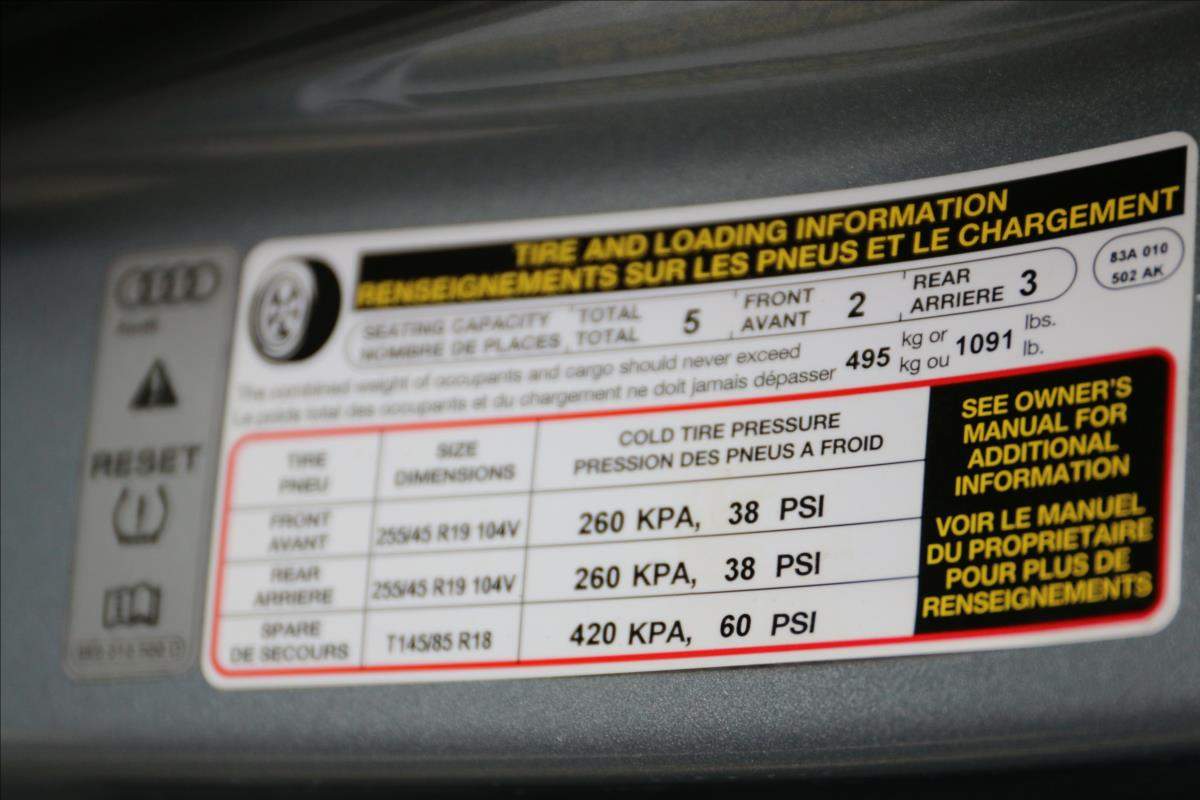 TIRE AND LOADING INFORMATION
RENSEIGNEMENTS SUR LES PNEUS ET LE CHARGEMENT
SEATING CAPACITY TOTAL 5 FRONT 2 REAR 3
NOMBRE DE PLACES TOTAL AVANT ARRIERE
83A 010
502 AK
The combined weight of occupants and cargo should never exceed 495 kg or 1091 lbs.
Le poids total des occupants et du chargement ne doit jamais dépasser kg ou lb.
TIRE SIZE COLD TIRE PRESSURE
PNEU DIMENSIONS PRESSION DES PNEUS A FROID
FRONT
AVANT 255/45 R19 104V 260 KPA, 38 PSI
REAR
ARRIERE 255/45 R19 104V 260 KPA, 38 PSI
SPARE
DE SECOURS T145/85 R18 420 KPA, 60 PSI
SEE OWNER'S
MANUAL FOR
ADDITIONAL
INFORMATION
VOIR LE MANUEL
DU PROPRIETAIRE
POUR PLUS DE
RENSEIGNEMENTS
RESET